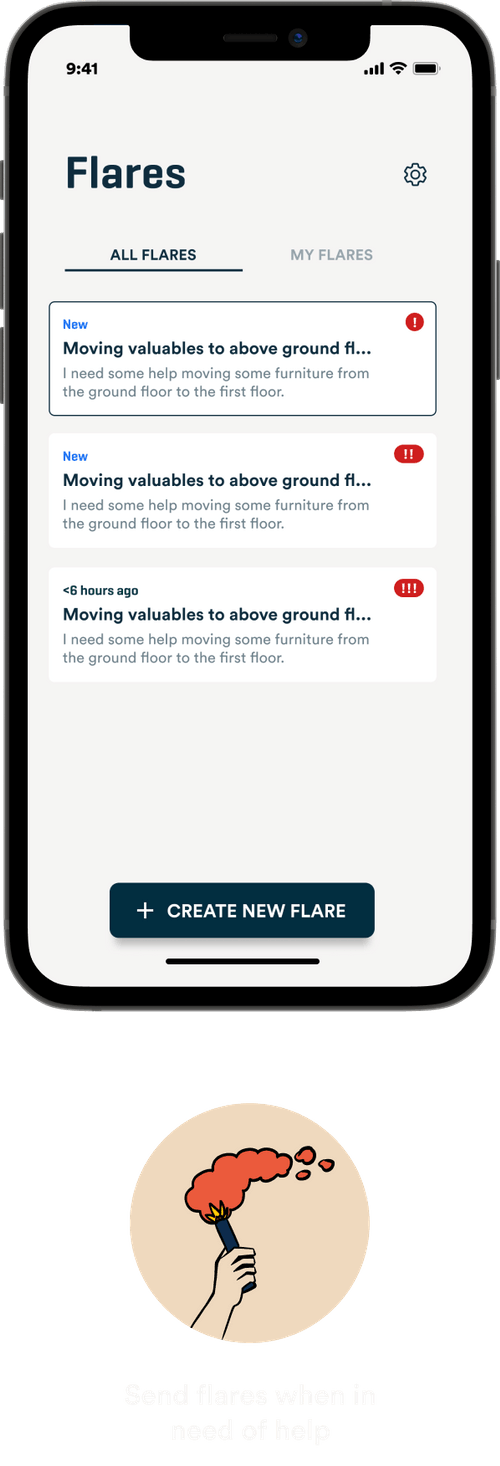 9:41
Flares
ALL FLARES
MY FLARES
New
!
Moving valuables to above ground fl...
I need some help moving some furniture from
the ground floor to the first floor.
New
!!
Moving valuables to above ground fl...
I need some help moving some furniture from
the ground floor to the first floor.
<6 hours ago
!!!
Moving valuables to above ground fl...
I need some help moving some furniture from
the ground floor to the first floor.
+ CREATE NEW FLARE
Send flares when in
need of help